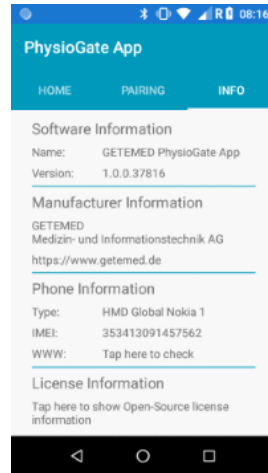 R 08:16
PhysioGate App
HOME PAIRING INFO
Software Information
Name: GETEMED PhysioGate App
Version: 1.0.0.37816
Manufacturer Information
GETEMED
Medizin- und Informationstechnik AG
https://www.getemed.de
Phone Information
Type: HMD Global Nokia 1
IMEI: 353413091457562
WWW: Tap here to check
License Information
Tap here to show Open-Source license
information